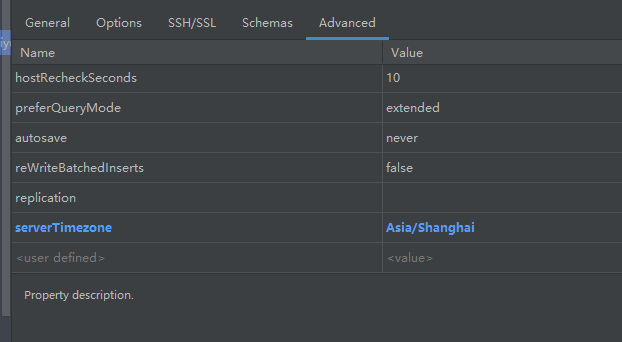 General Options SSH/SSL Schemas Advanced
Name Value
hostRecheckSeconds 10
preferQueryMode extended
autosave never
reWriteBatchedInserts false
replication
serverTimezone Asia/Shanghai
<user defined> <value>
Property description.